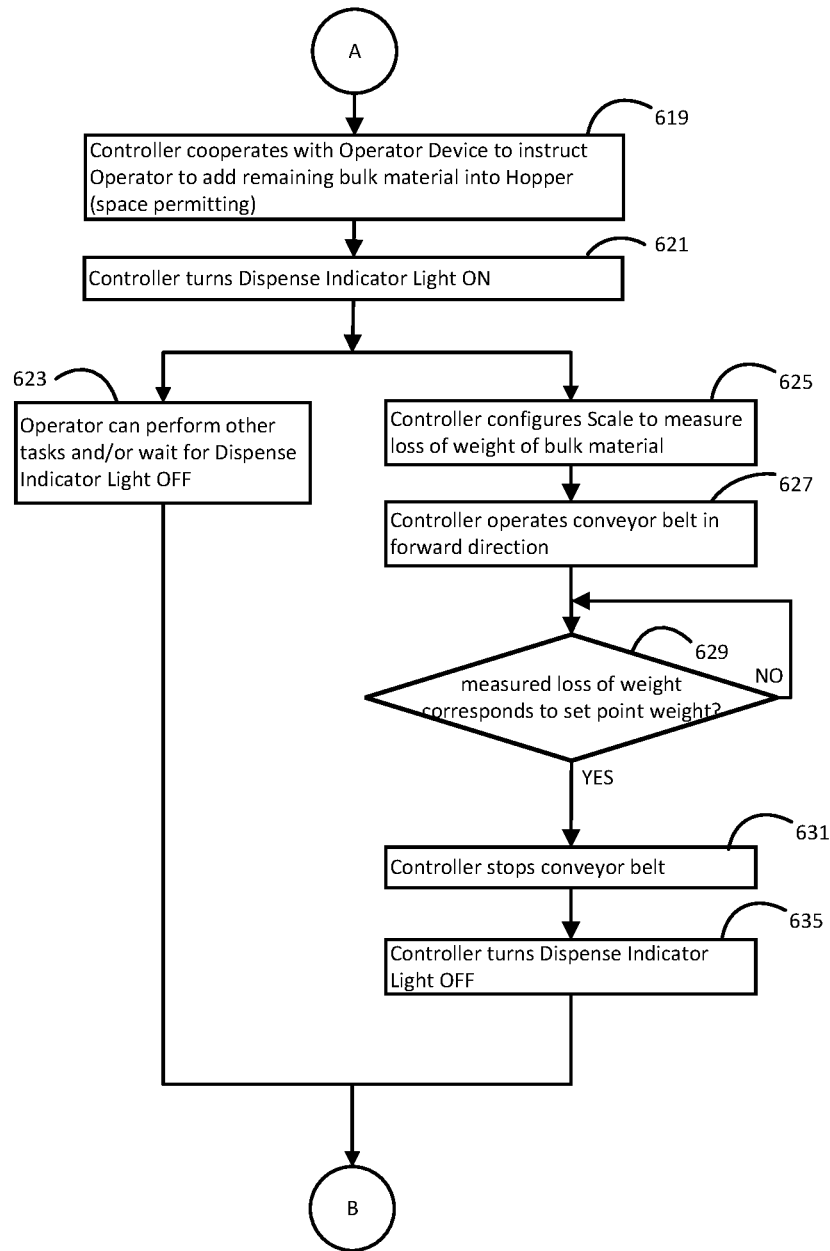 A
619
Controller cooperates with Operator Device to instruct
Operator to add remaining bulk material into Hopper
(space permitting)
621
Controller turns Dispense Indicator Light ON
623
Operator can perform other
tasks and/or wait for Dispense
Indicator Light OFF
625
Controller configures Scale to measure
loss of weight of bulk material
627
Controller operates conveyor belt in
forward direction
629
NO
measured loss of weight
corresponds to set point weight?
YES
631
Controller stops conveyor belt
635
Controller turns Dispense Indicator
Light OFF
B